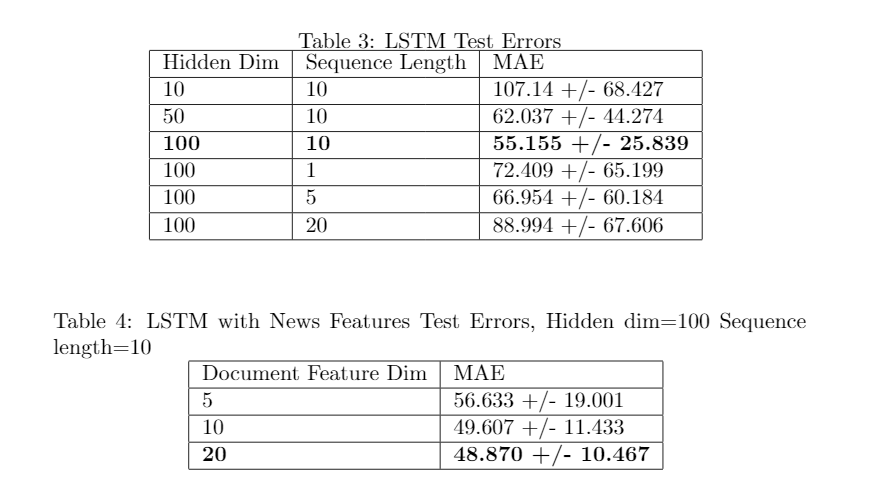 Table 3: LSTM Test Errors
Hidden Dim Sequence Length MAE
10 10 107.14 +/- 68.427
50 10 62.037 +/- 44.274
100 10 55.155 +/- 25.839
100 1 72.409 +/- 65.199
100 5 66.954 +/- 60.184
100 20 88.994 +/- 67.606
Table 4: LSTM with News Features Test Errors, Hidden dim=100 Sequence
length=10
Document Feature Dim MAE
5 56.633 +/- 19.001
10 49.607 +/- 11.433
20 48.870 +/- 10.467